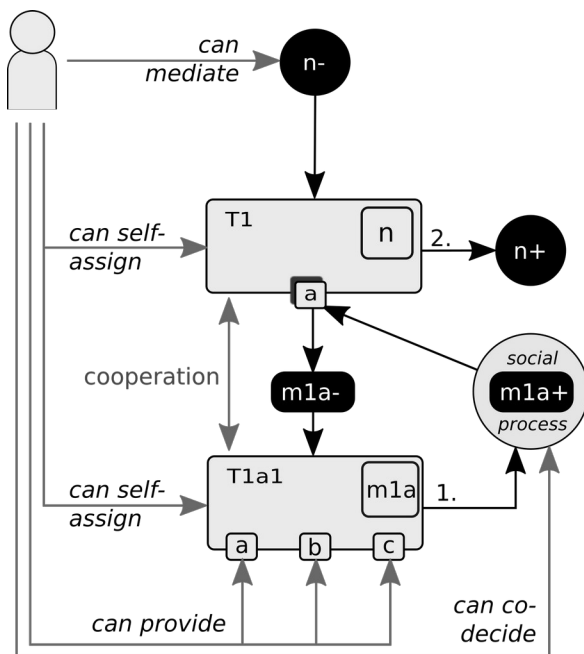 can
mediate
n-
T1
n
2.
n+
can self-
assign
a
cooperation
m1a-
social
m1a+
process
T1a1
m1a
1.
can self-
assign
a
b
c
can provide
can co-
decide